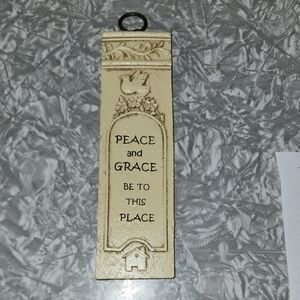 PEACE
and
GRACE
BE TO
THIS
PLACE